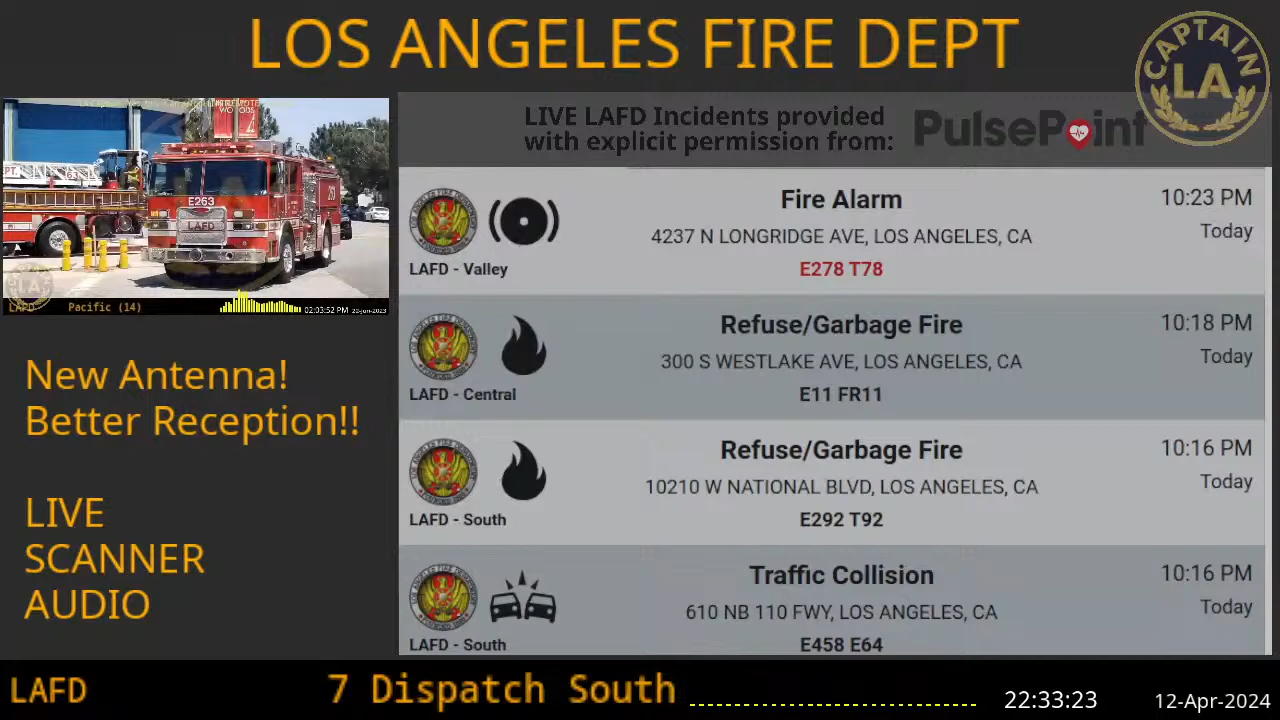 LOS ANGELES FIRE DEPT
CAPTAIN
LA
LIVE LAFD Incidents provided
with explicit permission from:
PulsePoint
E263
LAFD
LAFD Pacific (14)
02:03:52 PM
Fire Alarm
10:23 PM
4237 N LONGRIDGE AVE, LOS ANGELES, CA
Today
LAFD - Valley
E278 T78
Refuse/Garbage Fire
10:18 PM
300 S WESTLAKE AVE, LOS ANGELES, CA
Today
LAFD - Central
E11 FR11
Refuse/Garbage Fire
10:16 PM
10210 W NATIONAL BLVD, LOS ANGELES, CA
Today
LAFD - South
E292 T92
Traffic Collision
10:16 PM
610 NB 110 FWY, LOS ANGELES, CA
Today
LAFD - South
E458 E64
New Antenna!
Better Reception!!
LIVE
SCANNER
AUDIO
LAFD
7 Dispatch South
22:33:23
12-Apr-2024